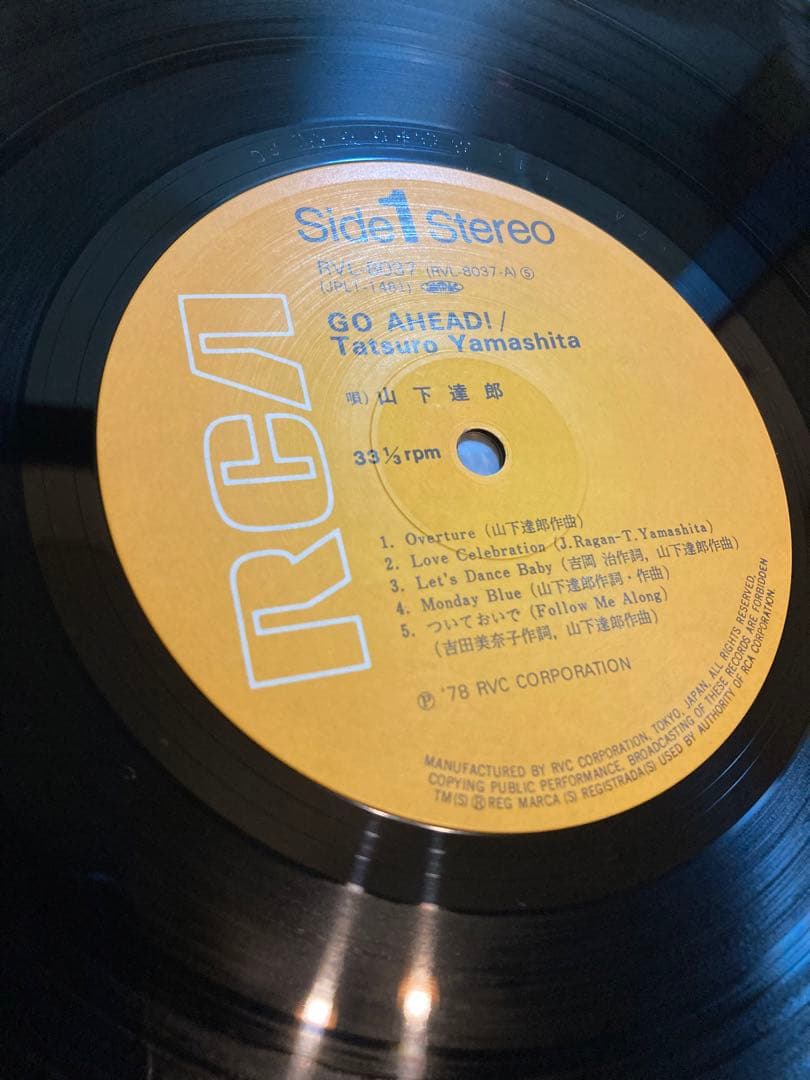 Side 1 Stereo
RVL-8037 (RVL-8037-A) Ⓢ
(JPL1-1461)
GO AHEAD! /
Tatsuro Yamashita
唄) 山下達郎
33 1/3 rpm
RCA
1. Overture (山下達郎作曲)
2. Love Celebration (J.Ragan-T.Yamashita)
3. Let's Dance Baby (吉岡 治作詞, 山下達郎作曲)
4. Monday Blue (山下達郎作詞・作曲)
5. ついておいで (Follow Me Along)
(吉田美奈子作詞, 山下達郎作曲)
Ⓟ '78 RVC CORPORATION
MANUFACTURED BY RVC CORPORATION, TOKYO, JAPAN, ALL RIGHTS RESERVED,
COPYING PUBLIC PERFORMANCE, BROADCASTING OF THESE RECORDS ARE FORBIDDEN
TM(S) ® REG MARCA (S) REGISTRADA(S) USED BY AUTHORITY OF RCA CORPORATION.